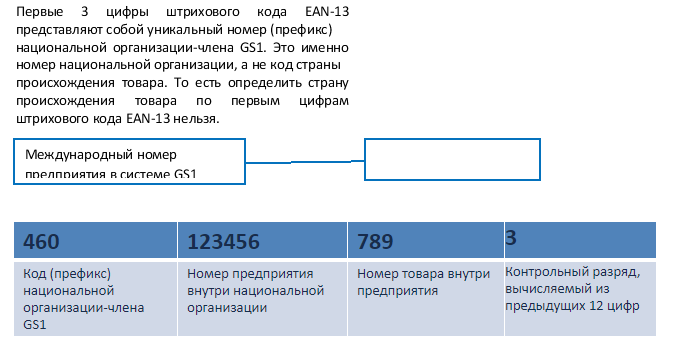 Первые 3 цифры штрихового кода EAN-13
представляют собой уникальный номер (префикс)
национальной организации-члена GS1. Это именно
номер национальной организации, а не код страны
происхождения товара. То есть определить страну
происхождения товара по первым цифрам
штрихового кода EAN-13 нельзя.
Международный номер
предприятия в системе GS1
460 123456 789 3
Код (префикс)
национальной
организации-члена
GS1
Номер предприятия
внутри национальной
организации
Номер товара внутри
предприятия
Контрольный разряд,
вычисляемый из
предыдущих 12 цифр